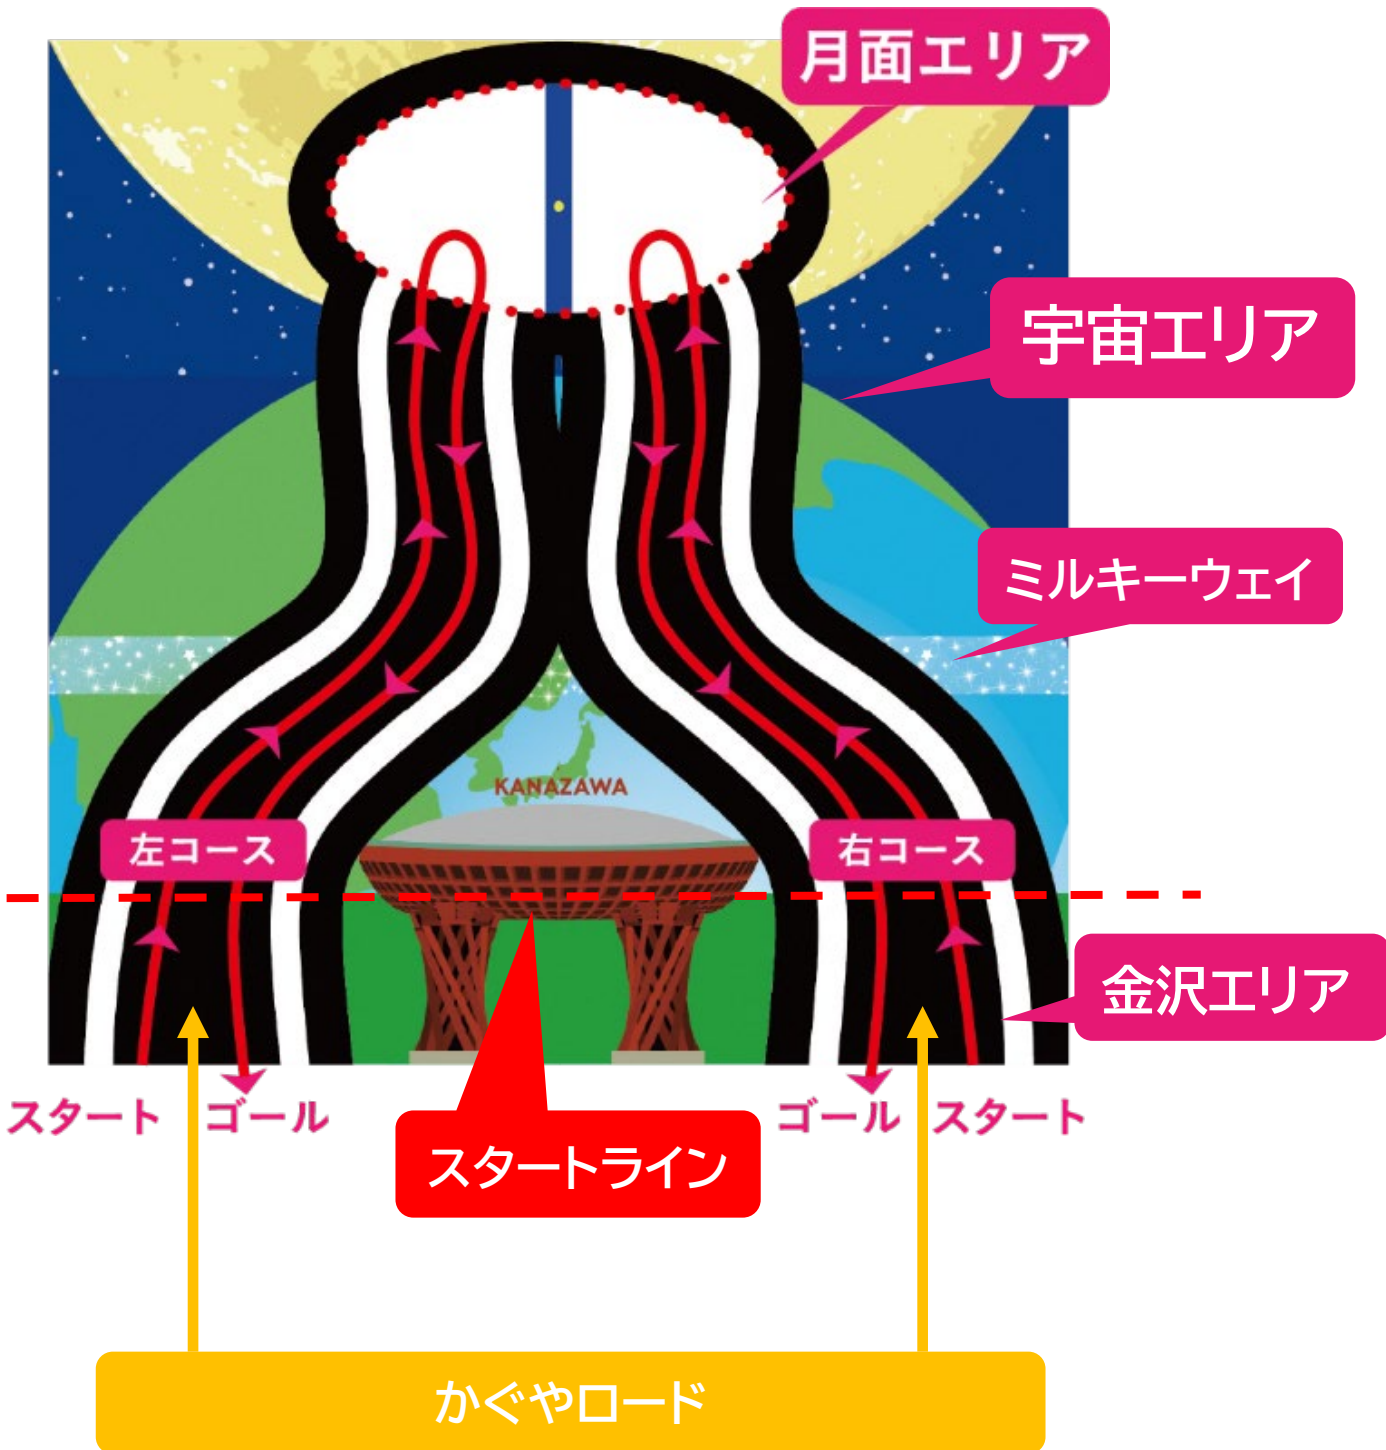 月面エリア
宇宙エリア
ミルキーウェイ
KANAZAWA
左コース
右コース
金沢エリア
スタート
ゴール
ゴール
スタート
スタートライン
かぐやロード